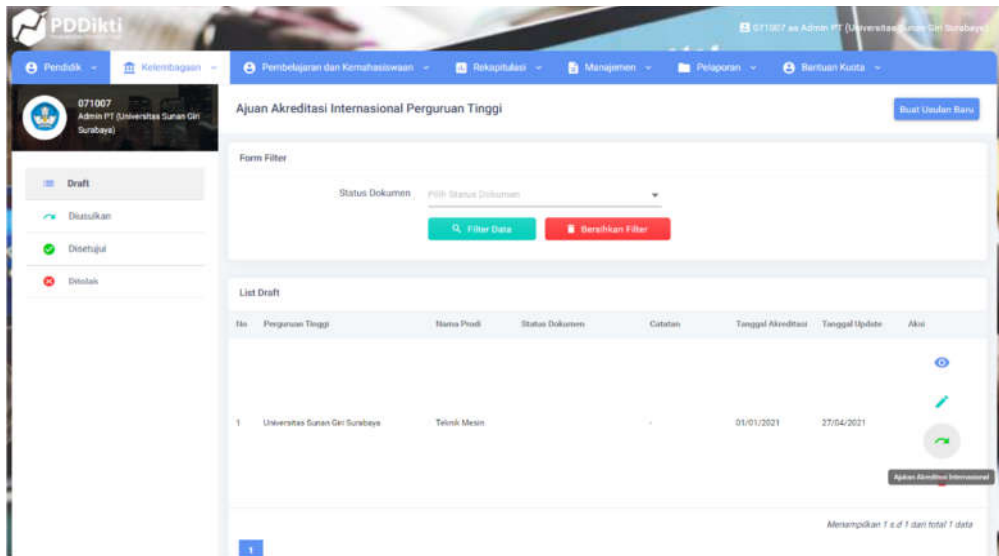 PDDikti
071007 as Admin PT (Universitas Sunan Giri Surabaya)
Pendidik
Kelembagaan
Pembelajaran dan Kemahasiswaan
Rekapitulasi
Manajemen
Pelaporan
Bantuan Kuota
071007
Admin PT (Universitas Sunan Giri
Surabaya)
Ajuan Akreditasi Internasional Perguruan Tinggi
Buat Usulan Baru
Draft
Diusulkan
Disetujui
Ditolak
Form Filter
Status Dokumen
Pilih Status Dokumen
Filter Data
Bersihkan Filter
List Draft
No Perguruan Tinggi Nama Prodi Status Dokumen Catatan Tanggal Akreditasi Tanggal Update Aksi
1 Universitas Sunan Giri Surabaya Teknik Mesin - 01/01/2021 27/04/2021
Ajukan Akreditasi Internasional
Menampilkan 1 s.d 1 dari total 1 data
1